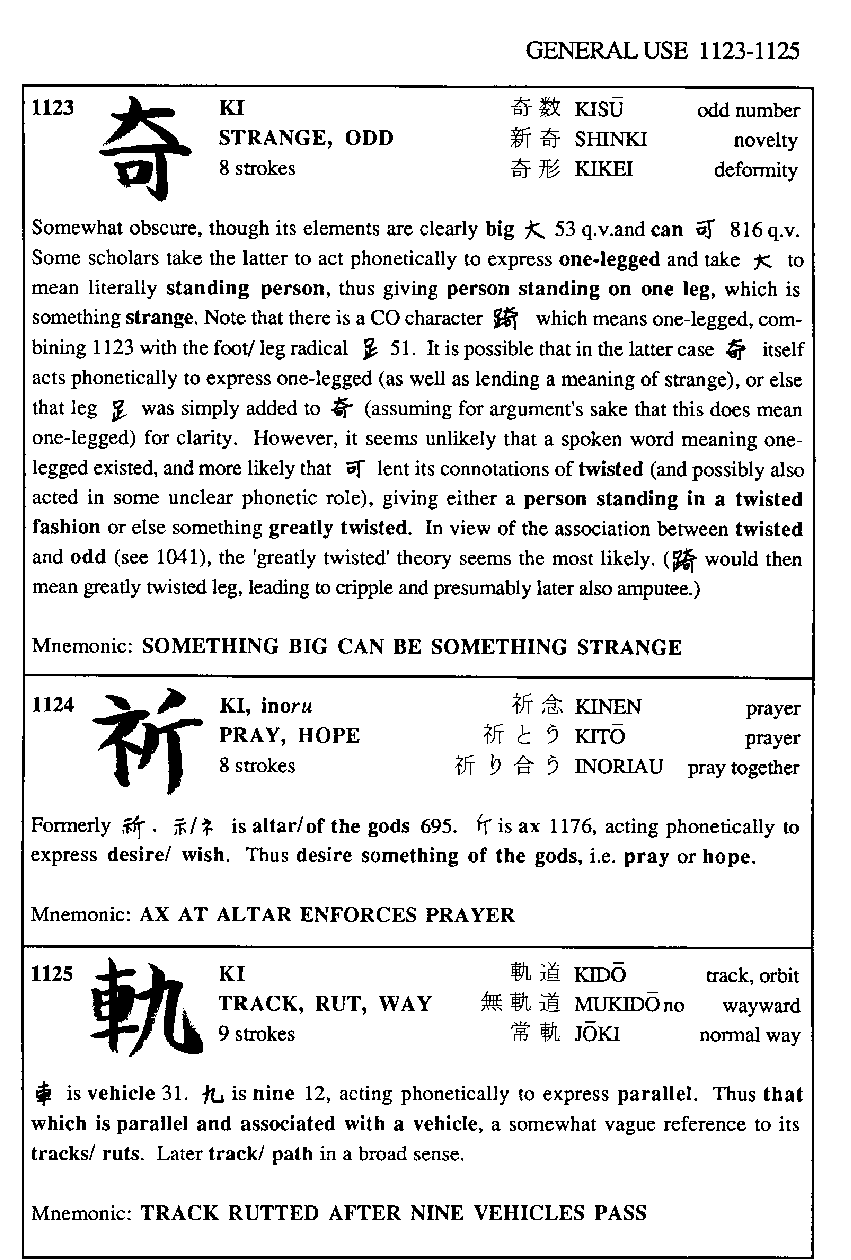 GENERAL USE 1123-1125
1123 奇 KI 奇数 KISŪ odd number
STRANGE, ODD 新奇 SHINKI novelty
8 strokes 奇形 KIKEI deformity
Somewhat obscure, though its elements are clearly big 大 53 q.v.and can 可 816 q.v.
Some scholars take the latter to act phonetically to express one-legged and take 大 to
mean literally standing person, thus giving person standing on one leg, which is
something strange. Note that there is a CO character 踦 which means one-legged, com-
bining 1123 with the foot/ leg radical 足 51. It is possible that in the latter case 奇 itself
acts phonetically to express one-legged (as well as lending a meaning of strange), or else
that leg 足 was simply added to 奇 (assuming for argument's sake that this does mean
one-legged) for clarity. However, it seems unlikely that a spoken word meaning one-
legged existed, and more likely that 可 lent its connotations of twisted (and possibly also
acted in some unclear phonetic role), giving either a person standing in a twisted
fashion or else something greatly twisted. In view of the association between twisted
and odd (see 1041), the 'greatly twisted' theory seems the most likely. (踦 would then
mean greatly twisted leg, leading to cripple and presumably later also amputee.)
Mnemonic: SOMETHING BIG CAN BE SOMETHING STRANGE
1124 祈 KI, inoru 祈念 KINEN prayer
PRAY, HOPE 祈とう KITŌ prayer
8 strokes 祈り合う INORIAU pray together
Formerly 祈. 示/ネ is altar/of the gods 695. 斤 is ax 1176, acting phonetically to
express desire/ wish. Thus desire something of the gods, i.e. pray or hope.
Mnemonic: AX AT ALTAR ENFORCES PRAYER
1125 軌 KI 軌道 KIDŌ track, orbit
TRACK, RUT, WAY 無軌道 MUKIDŌ no wayward
9 strokes 常軌 JŌKI normal way
車 is vehicle 31. 九 is nine 12, acting phonetically to express parallel. Thus that
which is parallel and associated with a vehicle, a somewhat vague reference to its
tracks/ ruts. Later track/ path in a broad sense.
Mnemonic: TRACK RUTTED AFTER NINE VEHICLES PASS